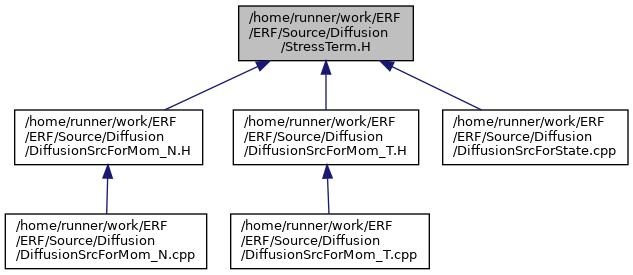 /home/runner/work/ERF
/ERF/Source/Diffusion
/StressTerm.H
/home/runner/work/ERF
/ERF/Source/Diffusion
/DiffusionSrcForMom_N.H
/home/runner/work/ERF
/ERF/Source/Diffusion
/DiffusionSrcForMom_T.H
/home/runner/work/ERF
/ERF/Source/Diffusion
/DiffusionSrcForState.cpp
/home/runner/work/ERF
/ERF/Source/Diffusion
/DiffusionSrcForMom_N.cpp
/home/runner/work/ERF
/ERF/Source/Diffusion
/DiffusionSrcForMom_T.cpp